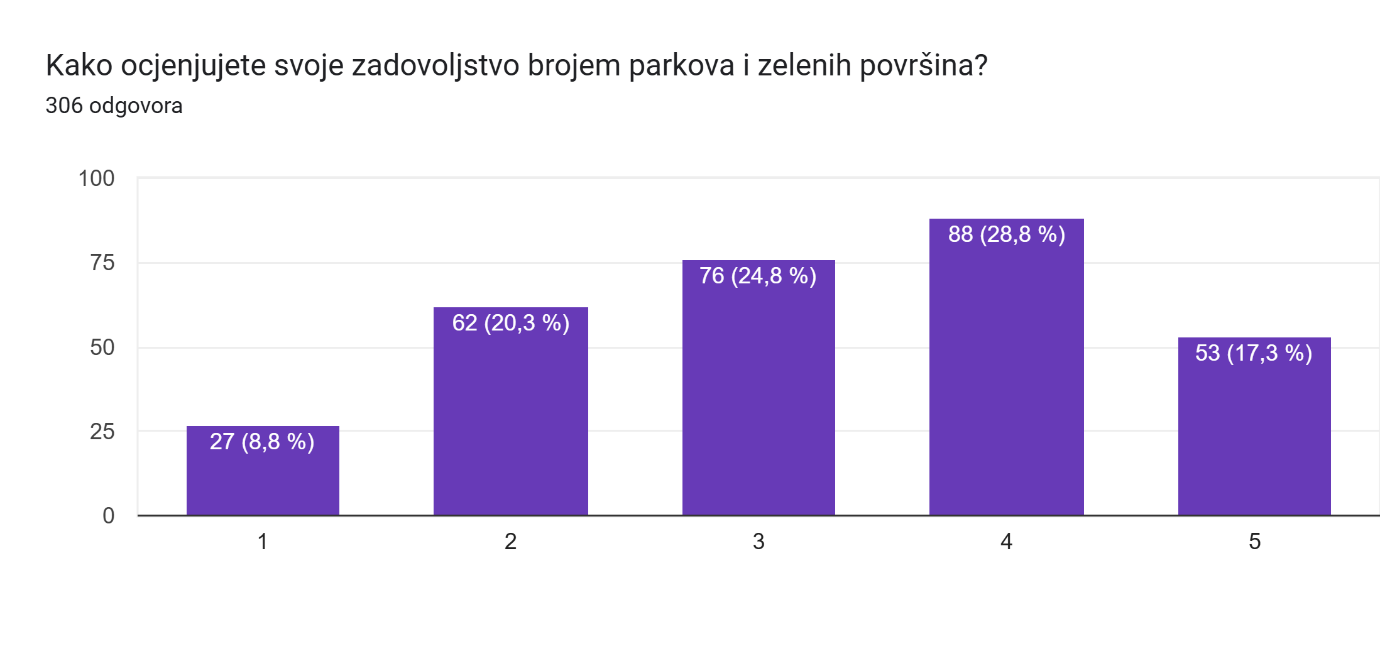 Kako ocjenjujete svoje zadovoljstvo brojem parkova i zelenih površina?
306 odgovora
100
75
50
25
0
27 (8,8 %)
62 (20,3 %)
76 (24,8 %)
88 (28,8 %)
53 (17,3 %)
1
2
3
4
5